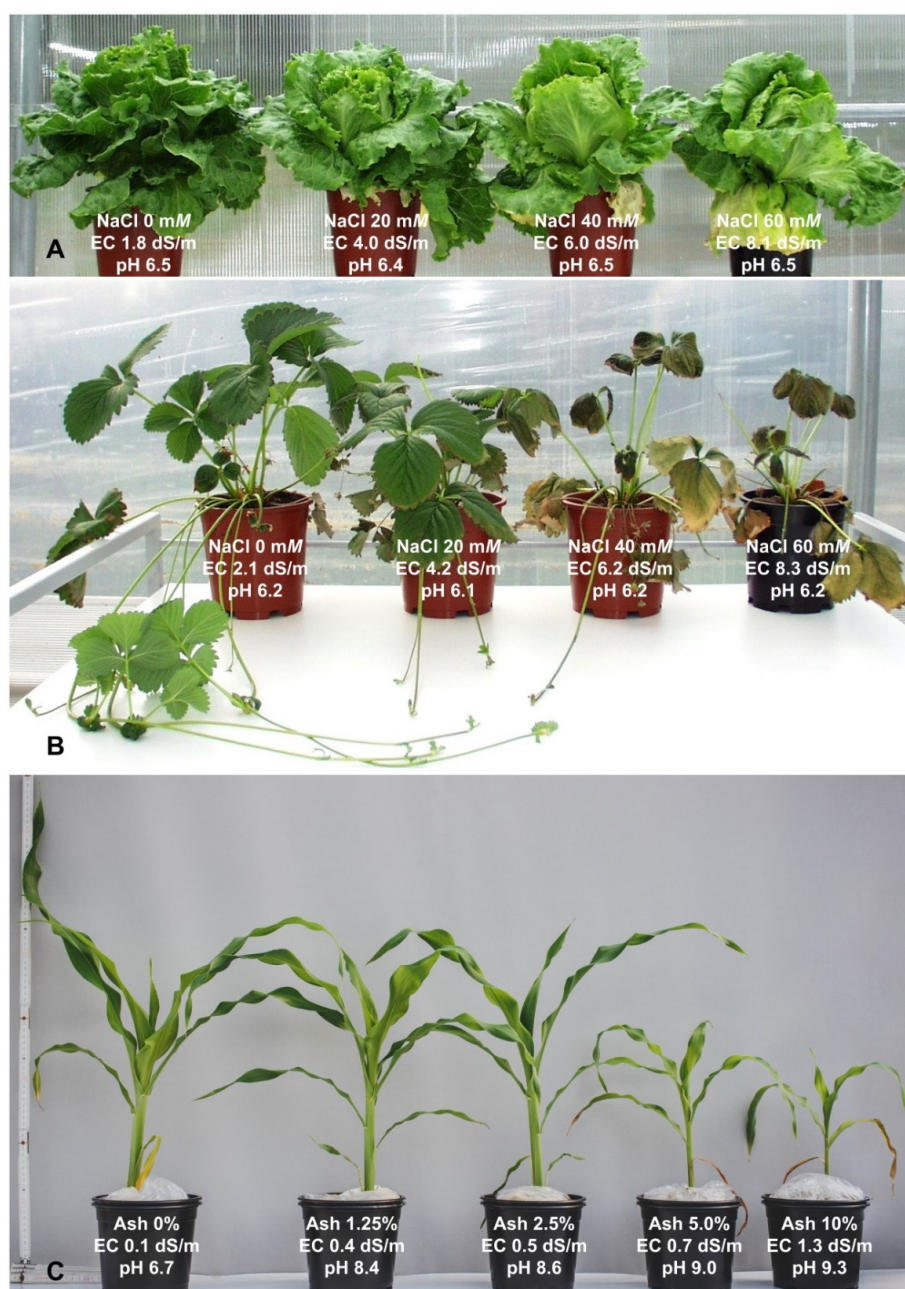 NaCl 0 mM
EC 1.8 dS/m
pH 6.5
NaCl 20 mM
EC 4.0 dS/m
pH 6.4
NaCl 40 mM
EC 6.0 dS/m
pH 6.5
NaCl 60 mM
EC 8.1 dS/m
pH 6.5
A
NaCl 0 mM
EC 2.1 dS/m
pH 6.2
NaCl 20 mM
EC 4.2 dS/m
pH 6.1
NaCl 40 mM
EC 6.2 dS/m
pH 6.2
NaCl 60 mM
EC 8.3 dS/m
pH 6.2
B
Ash 0%
EC 0.1 dS/m
pH 6.7
Ash 1.25%
EC 0.4 dS/m
pH 8.4
Ash 2.5%
EC 0.5 dS/m
pH 8.6
Ash 5.0%
EC 0.7 dS/m
pH 9.0
Ash 10%
EC 1.3 dS/m
pH 9.3
C